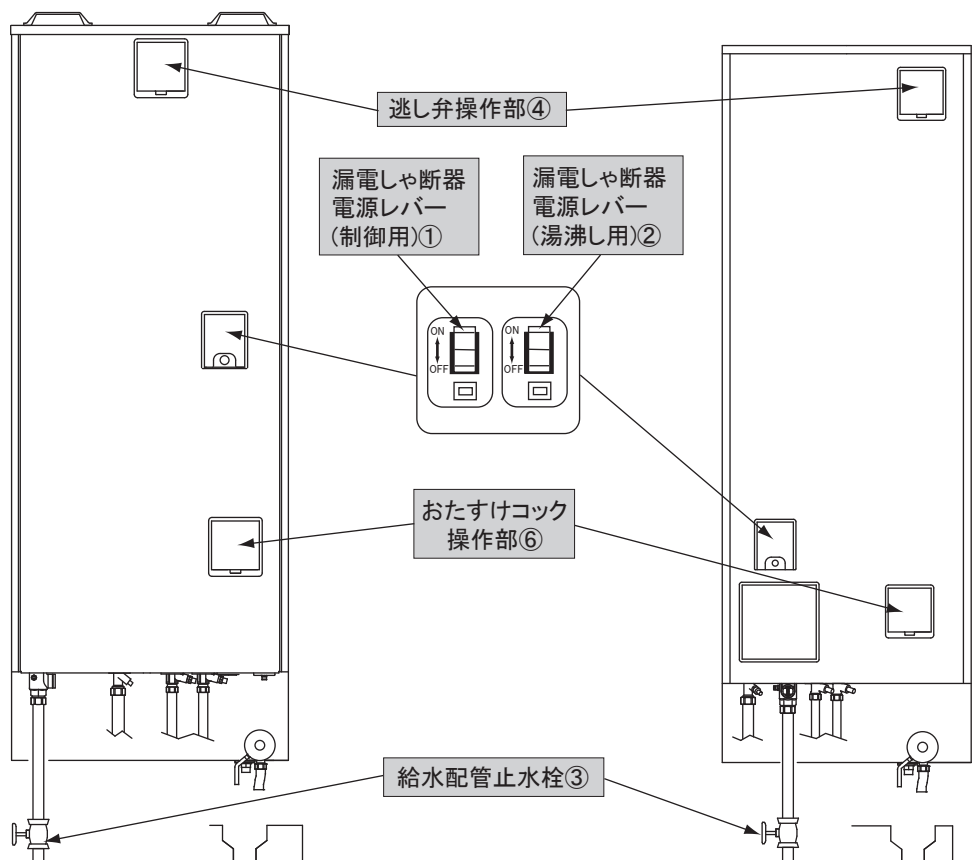 逃し弁操作部④
漏電しゃ断器
電源レバー
(制御用)①
漏電しゃ断器
電源レバー
(湯沸し用)②
ON
OFF
ON
OFF
おたすけコック
操作部⑥
給水配管止水栓③